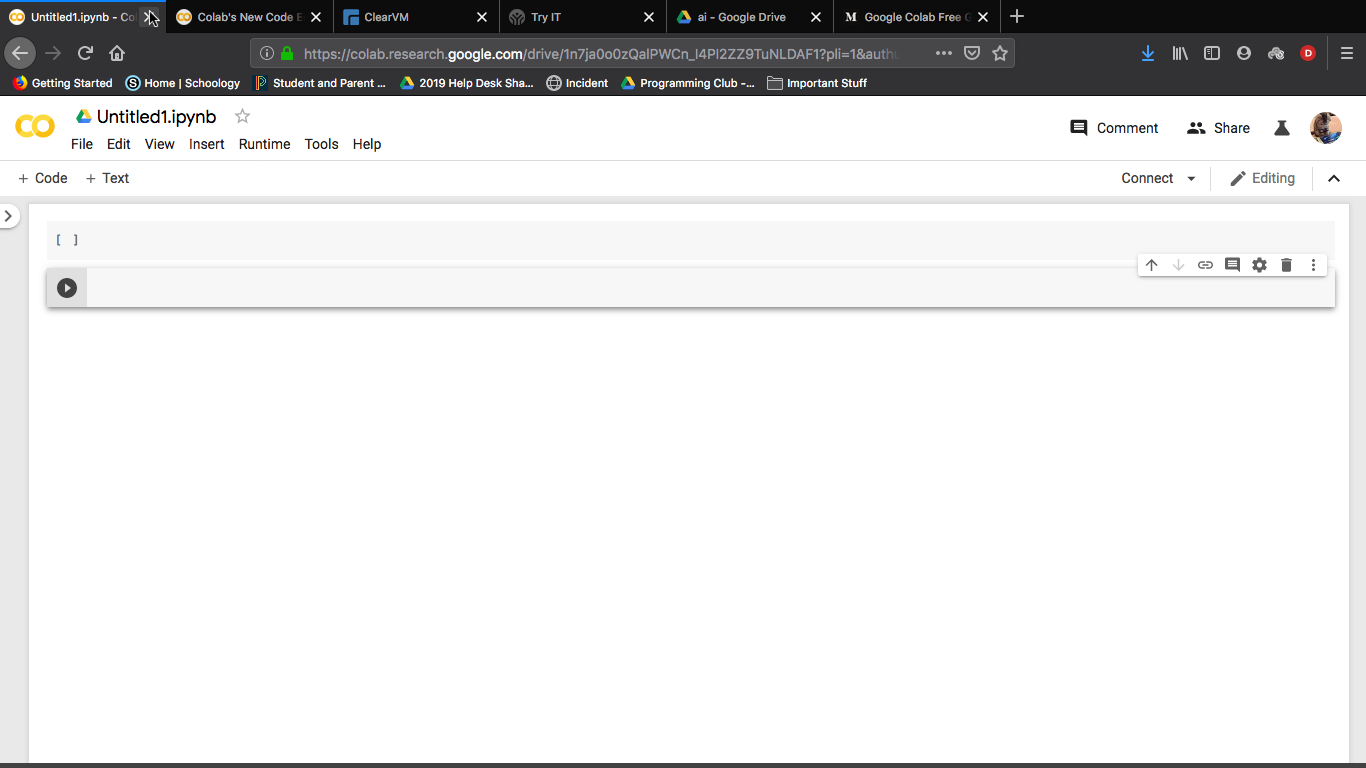 Untitled1.ipynb - Co
Colab's New Code E
ClearVM
Try IT
ai - Google Drive
M Google Colab Free G
https://colab.research.google.com/drive/1n7ja0o0zQalPWCn_I4Pl2ZZ9TuNLDAF1?pli=1&authu
D
Getting Started
S Home | Schoology
P Student and Parent ...
2019 Help Desk Sha...
Incident
Programming Club -...
Important Stuff
CO Untitled1.ipynb
Comment
Share
File Edit View Insert Runtime Tools Help
+ Code + Text
Connect
Editing
[ ]